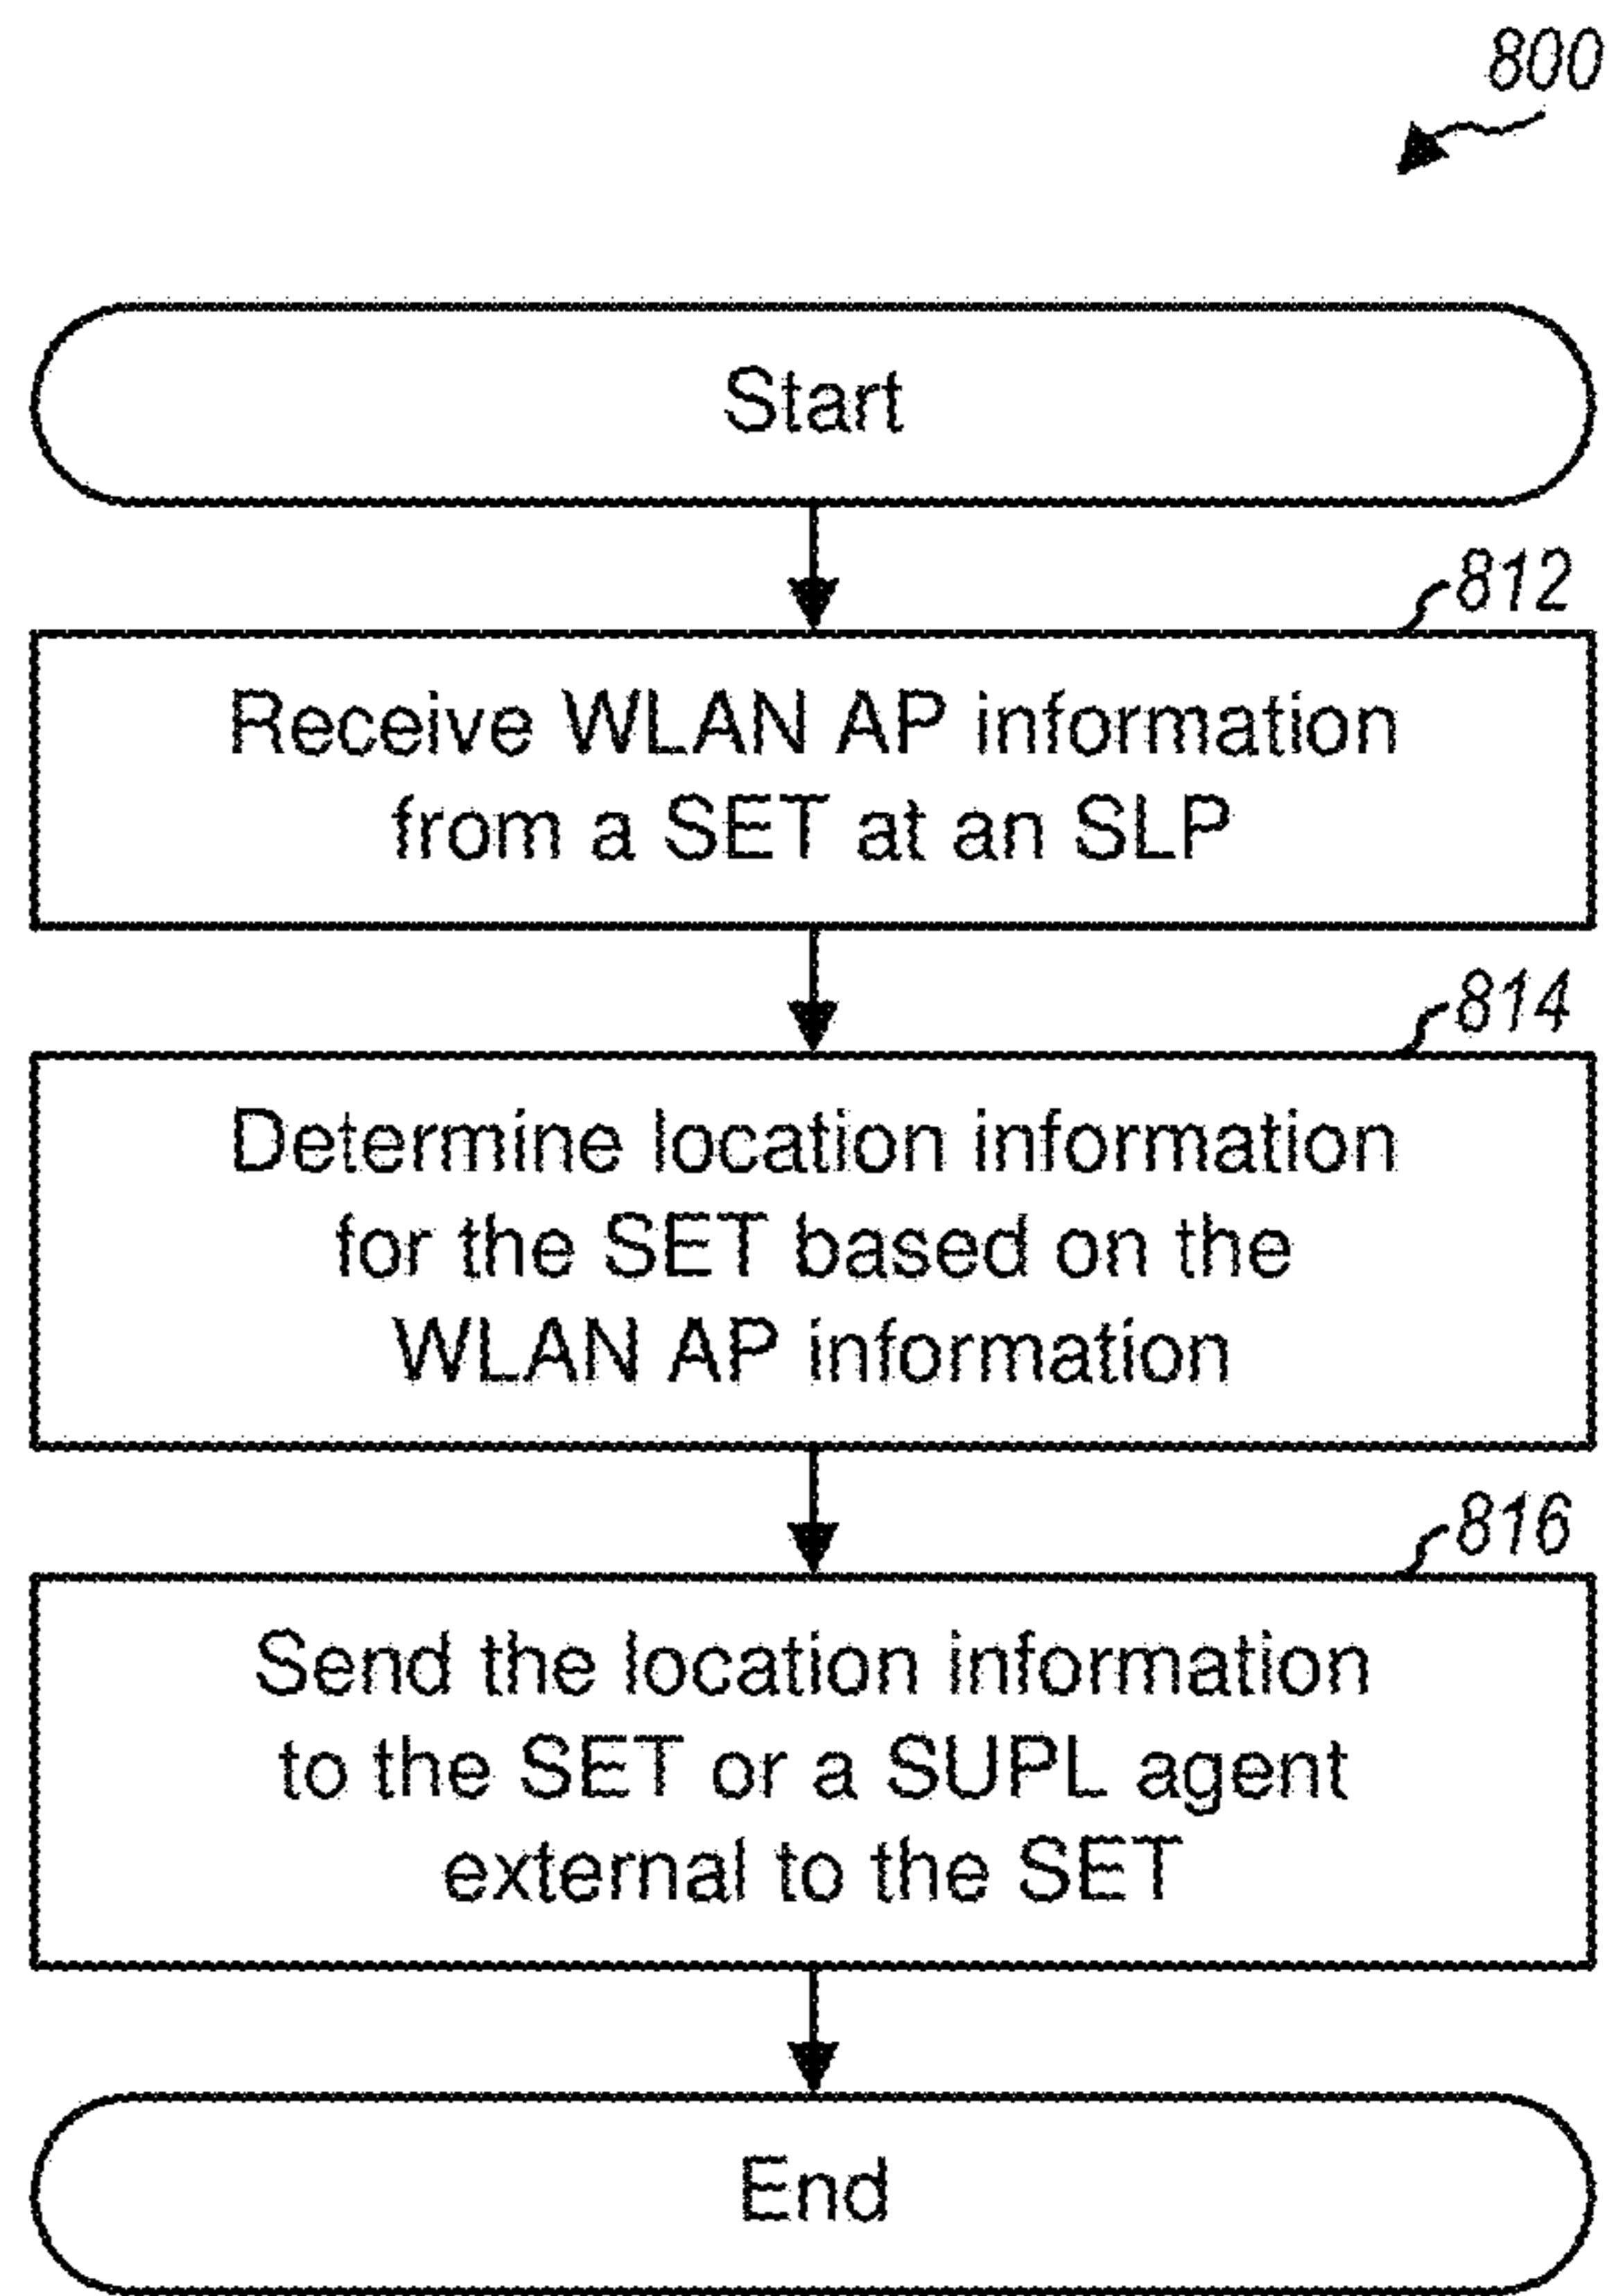 800
Start
812
Receive WLAN AP information
from a SET at an SLP
814
Determine location information
for the SET based on the
WLAN AP information
816
Send the location information
to the SET or a SUPL agent
external to the SET
End